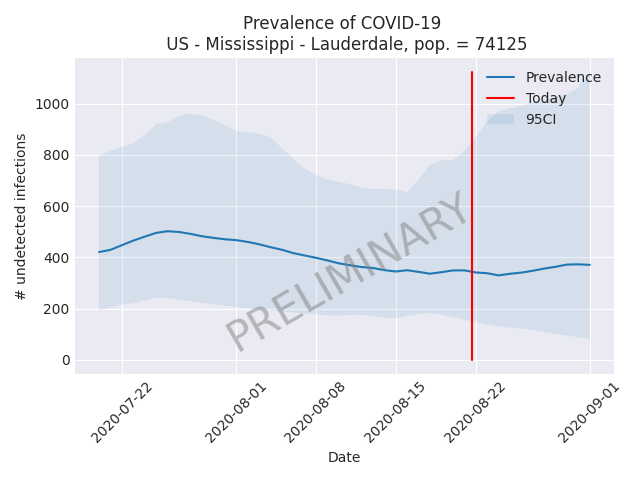 Prevalence of COVID-19
US - Mississippi - Lauderdale, pop. = 74125
Prevalence
Today
95CI
1000
800
600
400
200
0
# undetected infections
PRELIMINARY
2020-07-22
2020-08-01
2020-08-08
2020-08-15
2020-08-22
2020-09-01
Date